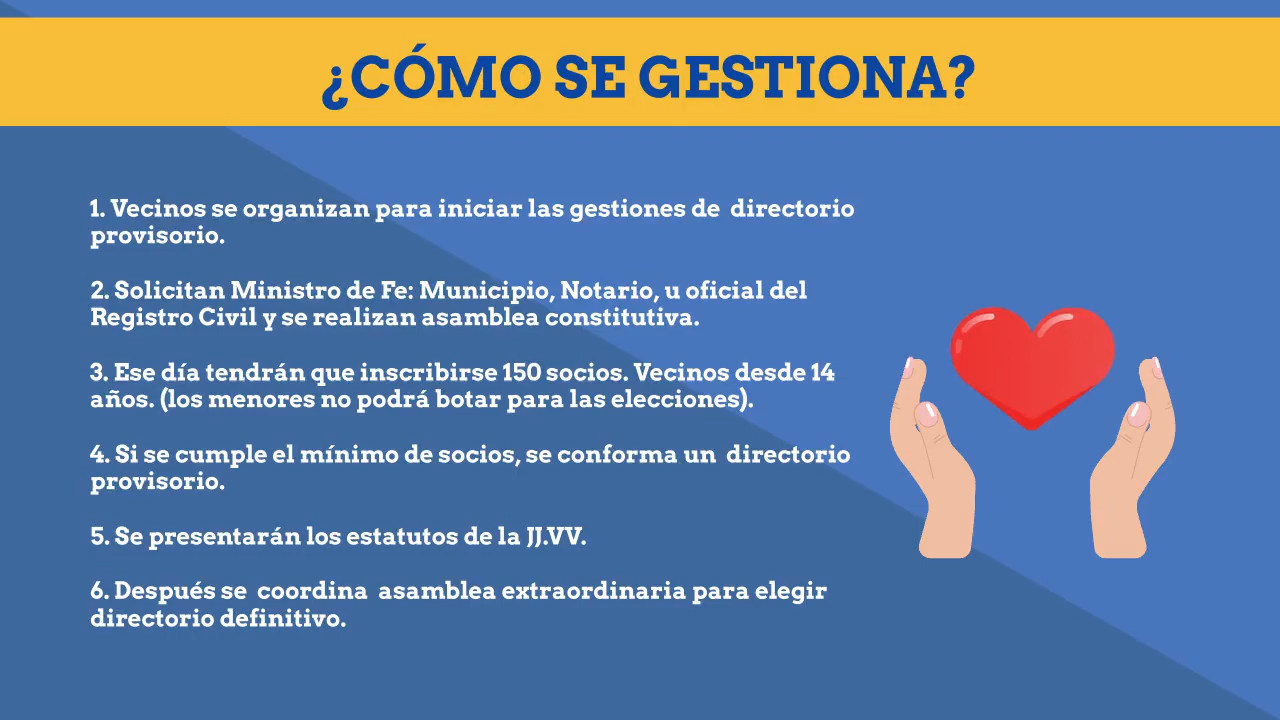 ¿CÓMO SE GESTIONA?
1. Vecinos se organizan para iniciar las gestiones de  directorio
provisorio.
2. Solicitan Ministro de Fe: Municipio, Notario, u oficial del
Registro Civil y se realizan asamblea constitutiva.
3. Ese día tendrán que inscribirse 150 socios. Vecinos desde 14
años. (los menores no podrá botar para las elecciones).
4. Si se cumple el mínimo de socios, se conforma un  directorio
provisorio.
5. Se presentarán los estatutos de la JJ.VV.
6. Después se  coordina  asamblea extraordinaria para elegir
directorio definitivo.